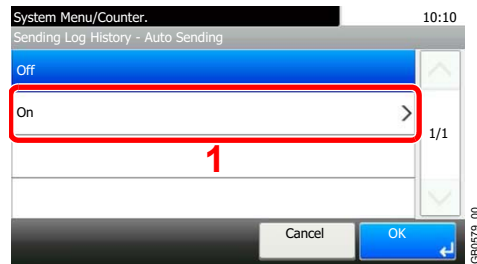 System Menu/Counter.
10:10
Sending Log History - Auto Sending
Off
On
1/1
1
Cancel
OK
GB0579_00